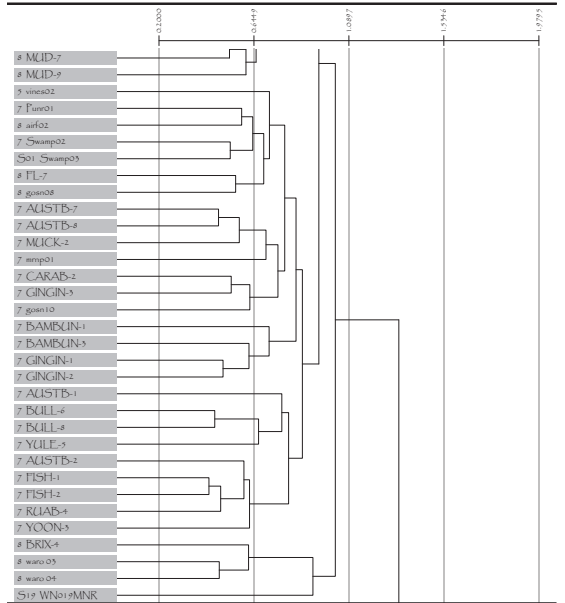 0.2000 0.6449 1.0897 1.5346 1.9795
8 MUD-7
8 MUD-9
5 vines02
7 Punr01
8 airf02
7 Swamp02
S01 Swamp03
8 FL-7
8 gosn08
7 AUSTB-7
7 AUSTB-8
7 MUCK-2
7 mrnp01
7 CARAB-2
7 GINGIN-3
7 gosn10
7 BAMBUN-1
7 BAMBUN-3
7 GINGIN-1
7 GINGIN-2
7 AUSTB-1
7 BULL-6
7 BULL-8
7 YULE-5
7 AUSTB-2
7 FISH-1
7 FISH-2
7 RUAB-4
7 YOON-3
8 BRIX-4
8 waro 03
8 waro 04
S19 WN019MNR